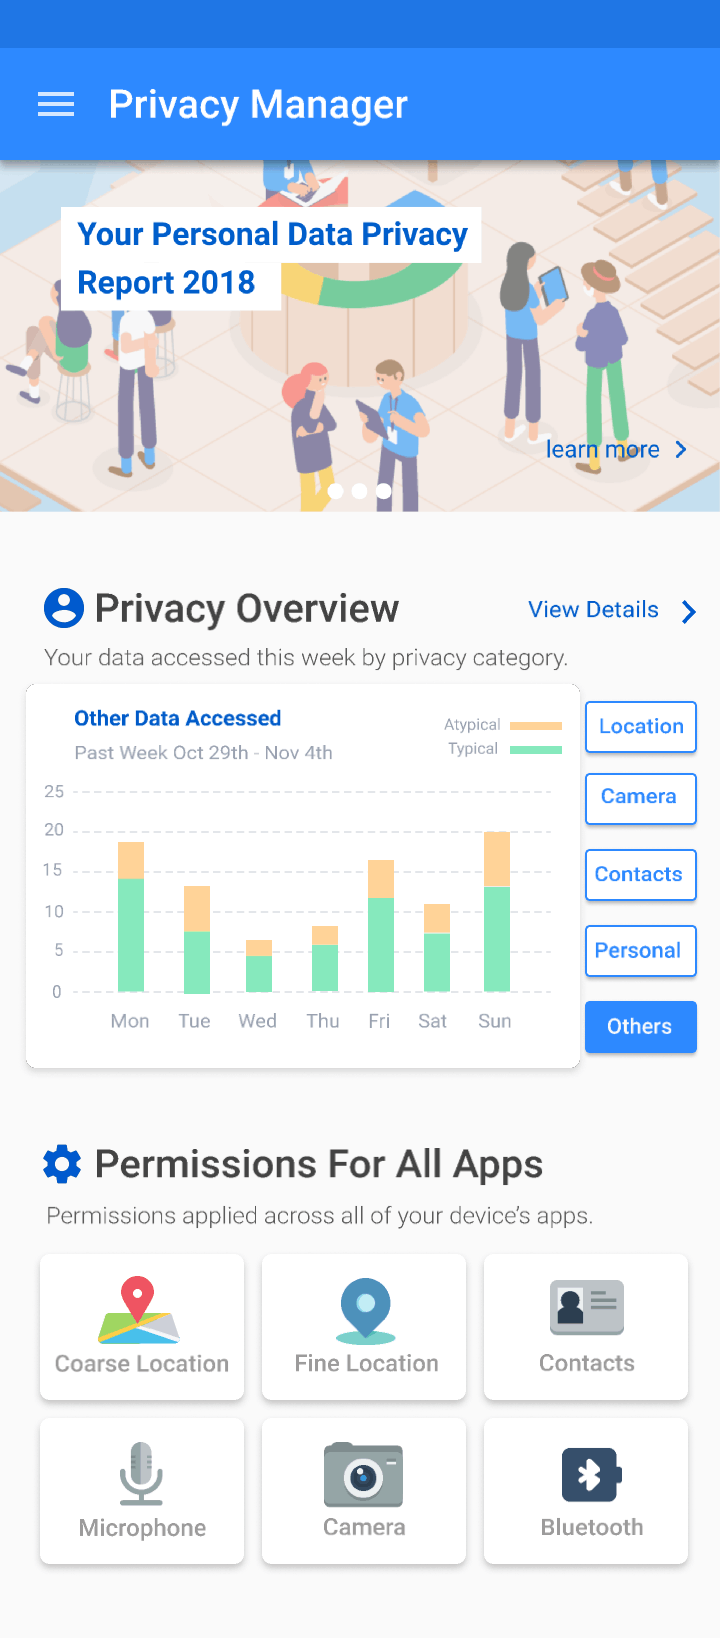 Privacy Manager
Your Personal Data Privacy
Report 2018
learn more
Privacy Overview
View Details
Your data accessed this week by privacy category.
Other Data Accessed
Past Week Oct 29th - Nov 4th
Atypical
Typical
25
20
15
10
5
0
Mon Tue Wed Thu Fri Sat Sun
Location
Camera
Contacts
Personal
Others
Permissions For All Apps
Permissions applied across all of your device's apps.
Coarse Location
Fine Location
Contacts
Microphone
Camera
Bluetooth